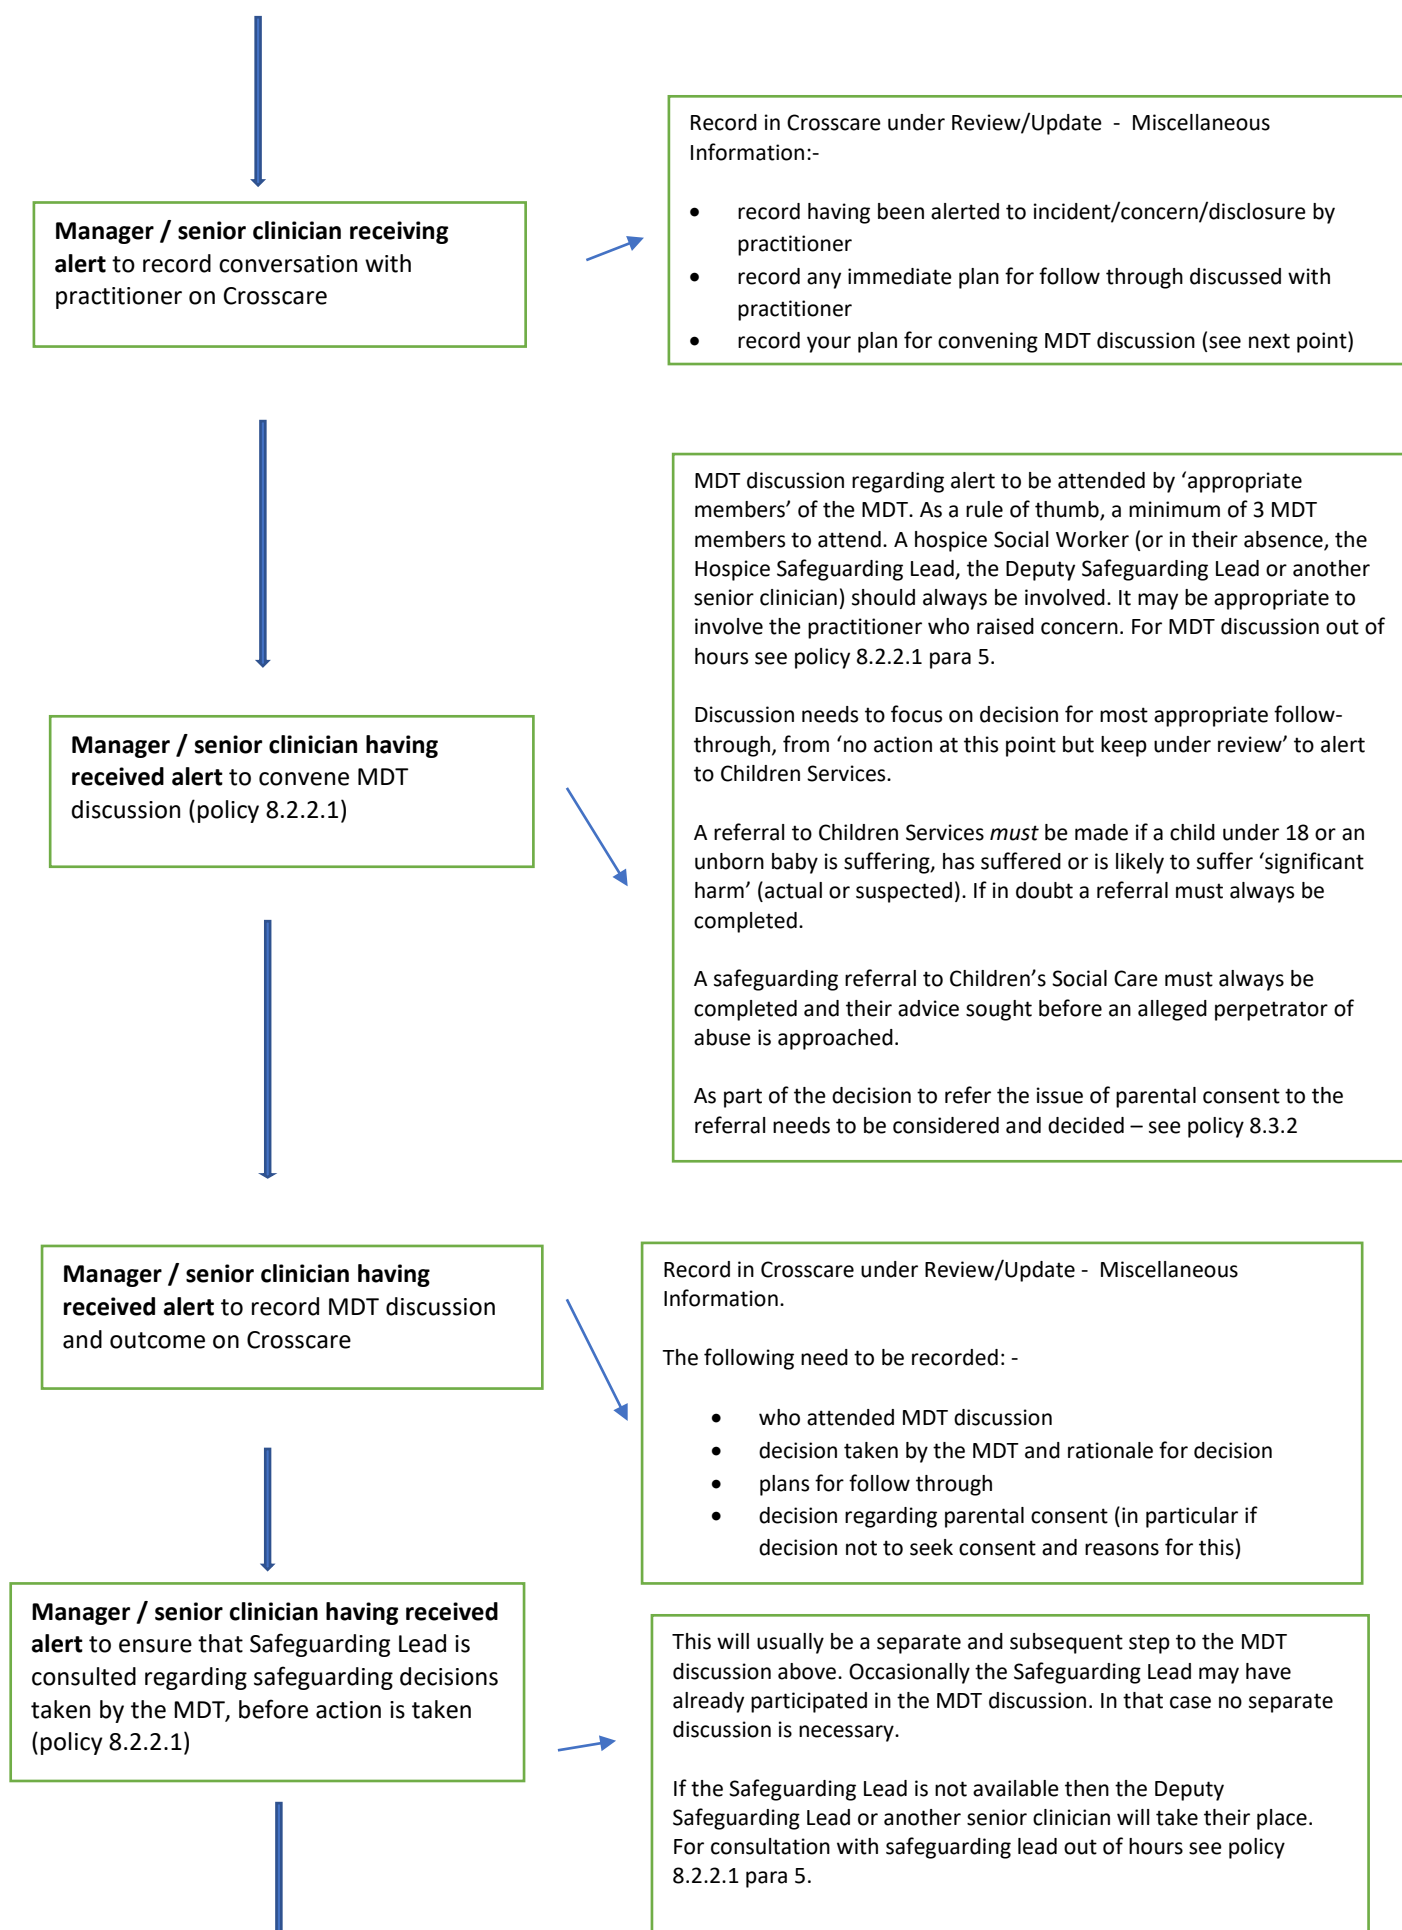 Manager / senior clinician receiving
alert to record conversation with
practitioner on Crosscare
Record in Crosscare under Review/Update - Miscellaneous
Information:-
• record having been alerted to incident/concern/disclosure by
practitioner
• record any immediate plan for follow through discussed with
practitioner
• record your plan for convening MDT discussion (see next point)
Manager / senior clinician having
received alert to convene MDT
discussion (policy 8.2.2.1)
MDT discussion regarding alert to be attended by ‘appropriate
members’ of the MDT. As a rule of thumb, a minimum of 3 MDT
members to attend. A hospice Social Worker (or in their absence, the
Hospice Safeguarding Lead, the Deputy Safeguarding Lead or another
senior clinician) should always be involved. It may be appropriate to
involve the practitioner who raised concern. For MDT discussion out of
hours see policy 8.2.2.1 para 5.
Discussion needs to focus on decision for most appropriate follow-
through, from ‘no action at this point but keep under review’ to alert
to Children Services.
A referral to Children Services must be made if a child under 18 or an
unborn baby is suffering, has suffered or is likely to suffer ‘significant
harm’ (actual or suspected). If in doubt a referral must always be
completed.
A safeguarding referral to Children’s Social Care must always be
completed and their advice sought before an alleged perpetrator of
abuse is approached.
As part of the decision to refer the issue of parental consent to the
referral needs to be considered and decided – see policy 8.3.2
Manager / senior clinician having
received alert to record MDT discussion
and outcome on Crosscare
Record in Crosscare under Review/Update - Miscellaneous
Information.
The following need to be recorded: -
• who attended MDT discussion
• decision taken by the MDT and rationale for decision
• plans for follow through
• decision regarding parental consent (in particular if
decision not to seek consent and reasons for this)
Manager / senior clinician having received
alert to ensure that Safeguarding Lead is
consulted regarding safeguarding decisions
taken by the MDT, before action is taken
(policy 8.2.2.1)
This will usually be a separate and subsequent step to the MDT
discussion above. Occasionally the Safeguarding Lead may have
already participated in the MDT discussion. In that case no separate
discussion is necessary.
If the Safeguarding Lead is not available then the Deputy
Safeguarding Lead or another senior clinician will take their place.
For consultation with safeguarding lead out of hours see policy
8.2.2.1 para 5.